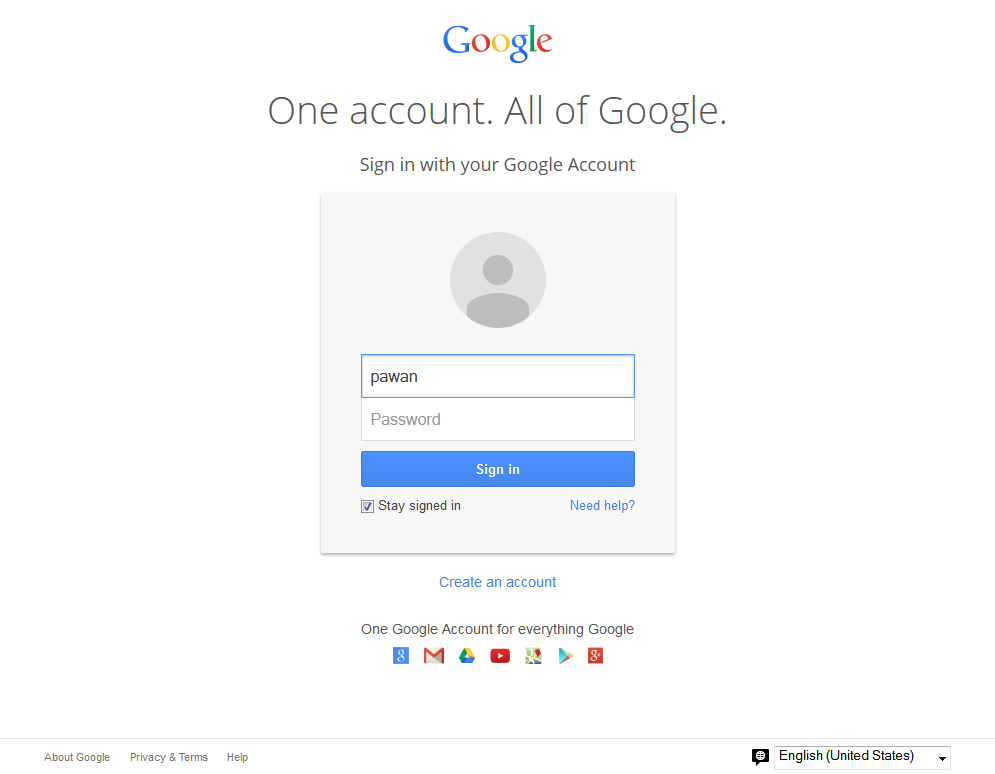 Google
One account. All of Google.
Sign in with your Google Account
pawan
Password
Sign in
Stay signed in Need help?
Create an account
One Google Account for everything Google
8 8+
About Google Privacy & Terms Help English (United States)